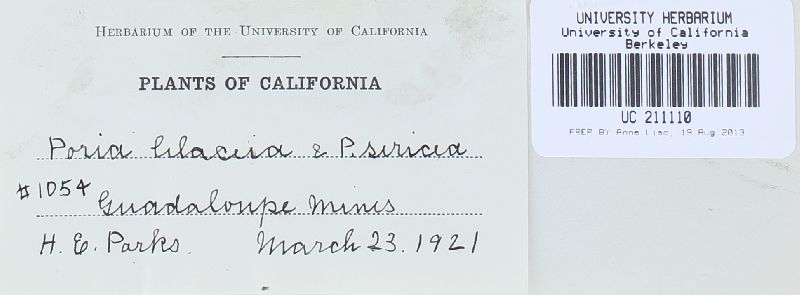 HERBARIUM OF THE UNIVERSITY OF CALIFORNIA
PLANTS OF CALIFORNIA
Poria lilacina & P. sericea
#1054
Guadaloupe Mines
H. E. Parks. March 23. 1921
UNIVERSITY HERBARIUM
University of California
Berkeley
UC 211110
PREP BY Anne Liao, 19 Aug 2013